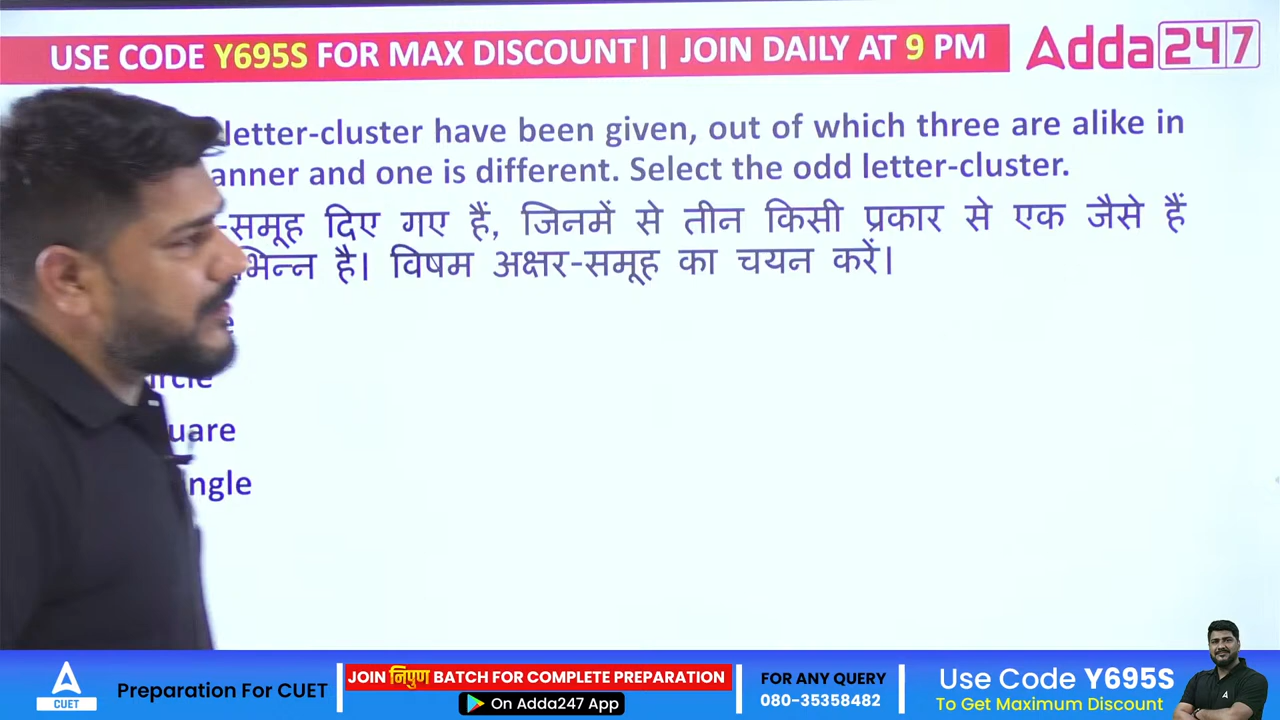 USE CODE Y695S FOR MAX DISCOUNT|| JOIN DAILY AT 9 PM
Adda247
letter-cluster have been given, out of which three are alike in
and one is different. Select the odd letter-cluster.
-समूह दिए गए हैं, जिनमें से तीन किसी प्रकार से एक जैसे हैं
है। विषम अक्षर-समूह का चयन करें।
CUET
Preparation For CUET
JOIN निपुण BATCH FOR COMPLETE PREPARATION
On Adda247 App
FOR ANY QUERY
080-35358482
Use Code Y695S
To Get Maximum Discount